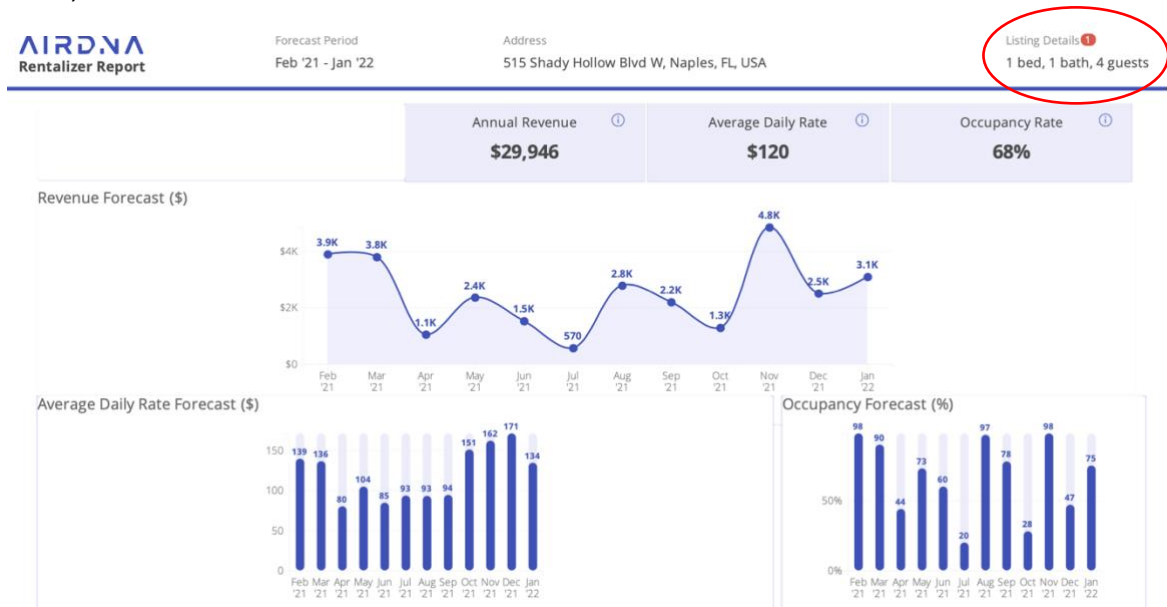 AIRDNA
Rentalizer Report
Forecast Period
Feb '21 - Jan '22
Address
515 Shady Hollow Blvd W, Naples, FL, USA
Listing Details 1
1 bed, 1 bath, 4 guests
Annual Revenue
$29,946
Average Daily Rate
$120
Occupancy Rate
68%
Revenue Forecast ($)
$4K
$2K
$0
3.9K 3.8K 1.1K 2.4K 1.5K 570 2.8K 2.2K 1.3K 4.8K 2.5K 3.1K
Feb '21 Mar '21 Apr '21 May '21 Jun '21 Jul '21 Aug '21 Sep '21 Oct '21 Nov '21 Dec '21 Jan '22
Average Daily Rate Forecast ($)
150
100
50
0
139 136 80 104 85 93 93 94 151 162 171 134
Feb '21 Mar '21 Apr '21 May '21 Jun '21 Jul '21 Aug '21 Sep '21 Oct '21 Nov '21 Dec '21 Jan '22
Occupancy Forecast (%)
50%
0%
98 90 44 73 60 20 97 78 28 98 47 75
Feb '21 Mar '21 Apr '21 May '21 Jun '21 Jul '21 Aug '21 Sep '21 Oct '21 Nov '21 Dec '21 Jan '22